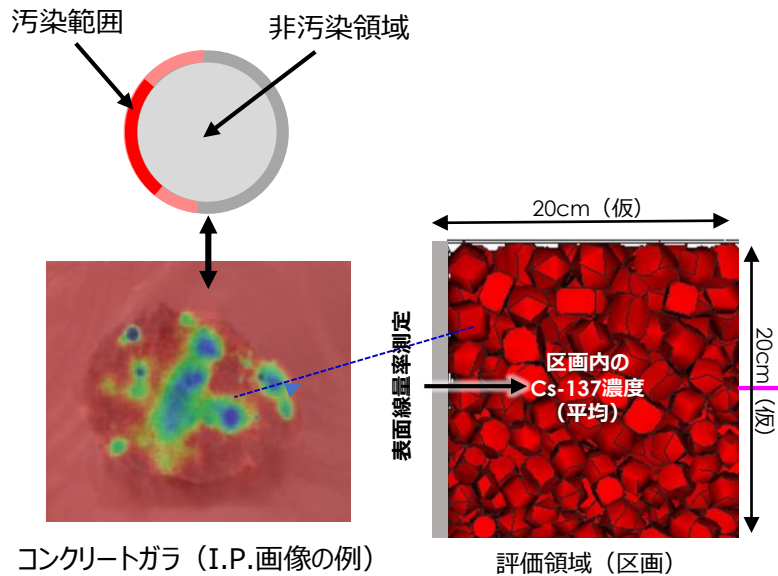 汚染範囲
非汚染領域
20cm（仮）
表面線量率測定
区画内の
Cs-137濃度
（平均）
20cm（仮）
コンクリートガラ（I.P.画像の例）
評価領域（区画）